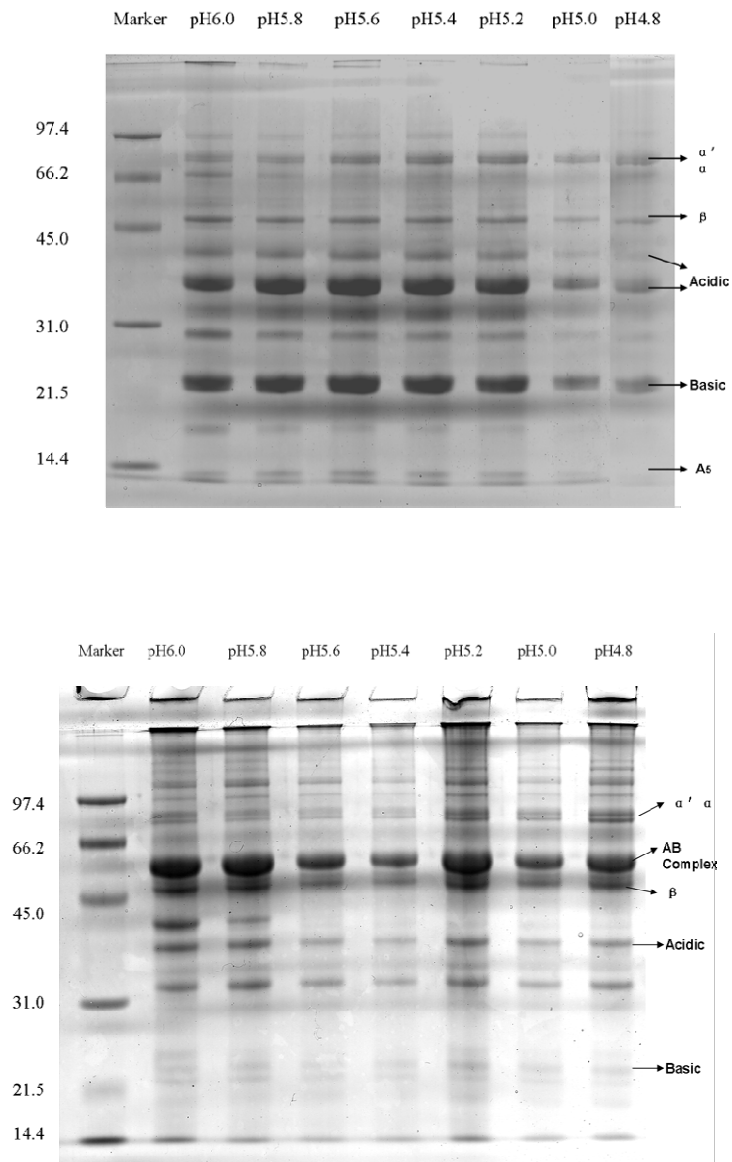 Marker pH6.0 pH5.8 pH5.6 pH5.4 pH5.2 pH5.0 pH4.8
97.4
α'
α
66.2
β
45.0
Acidic
31.0
Basic
21.5
14.4
A5
Marker pH6.0 pH5.8 pH5.6 pH5.4 pH5.2 pH5.0 pH4.8
97.4 α' α
66.2 AB
Complex
β
45.0
Acidic
31.0
Basic
21.5
14.4